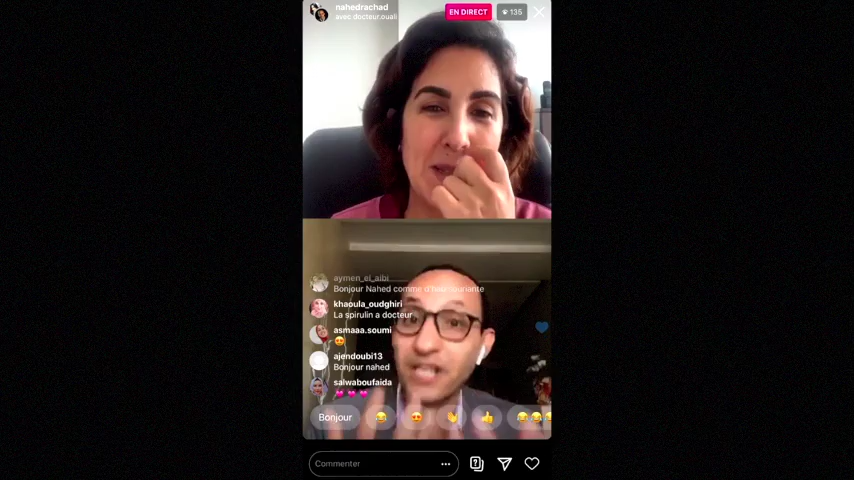 nahedrachad
avec docteur.ouali
EN DIRECT
135
aymen_el_aibi
Bonjour Nahed comme d'habi souriante
khaoula_oudghiri
La spirulin a docteur
asmaaa.soumi
ajendoubi13
Bonjour nahed
salwaboufaida
Bonjour
Commenter